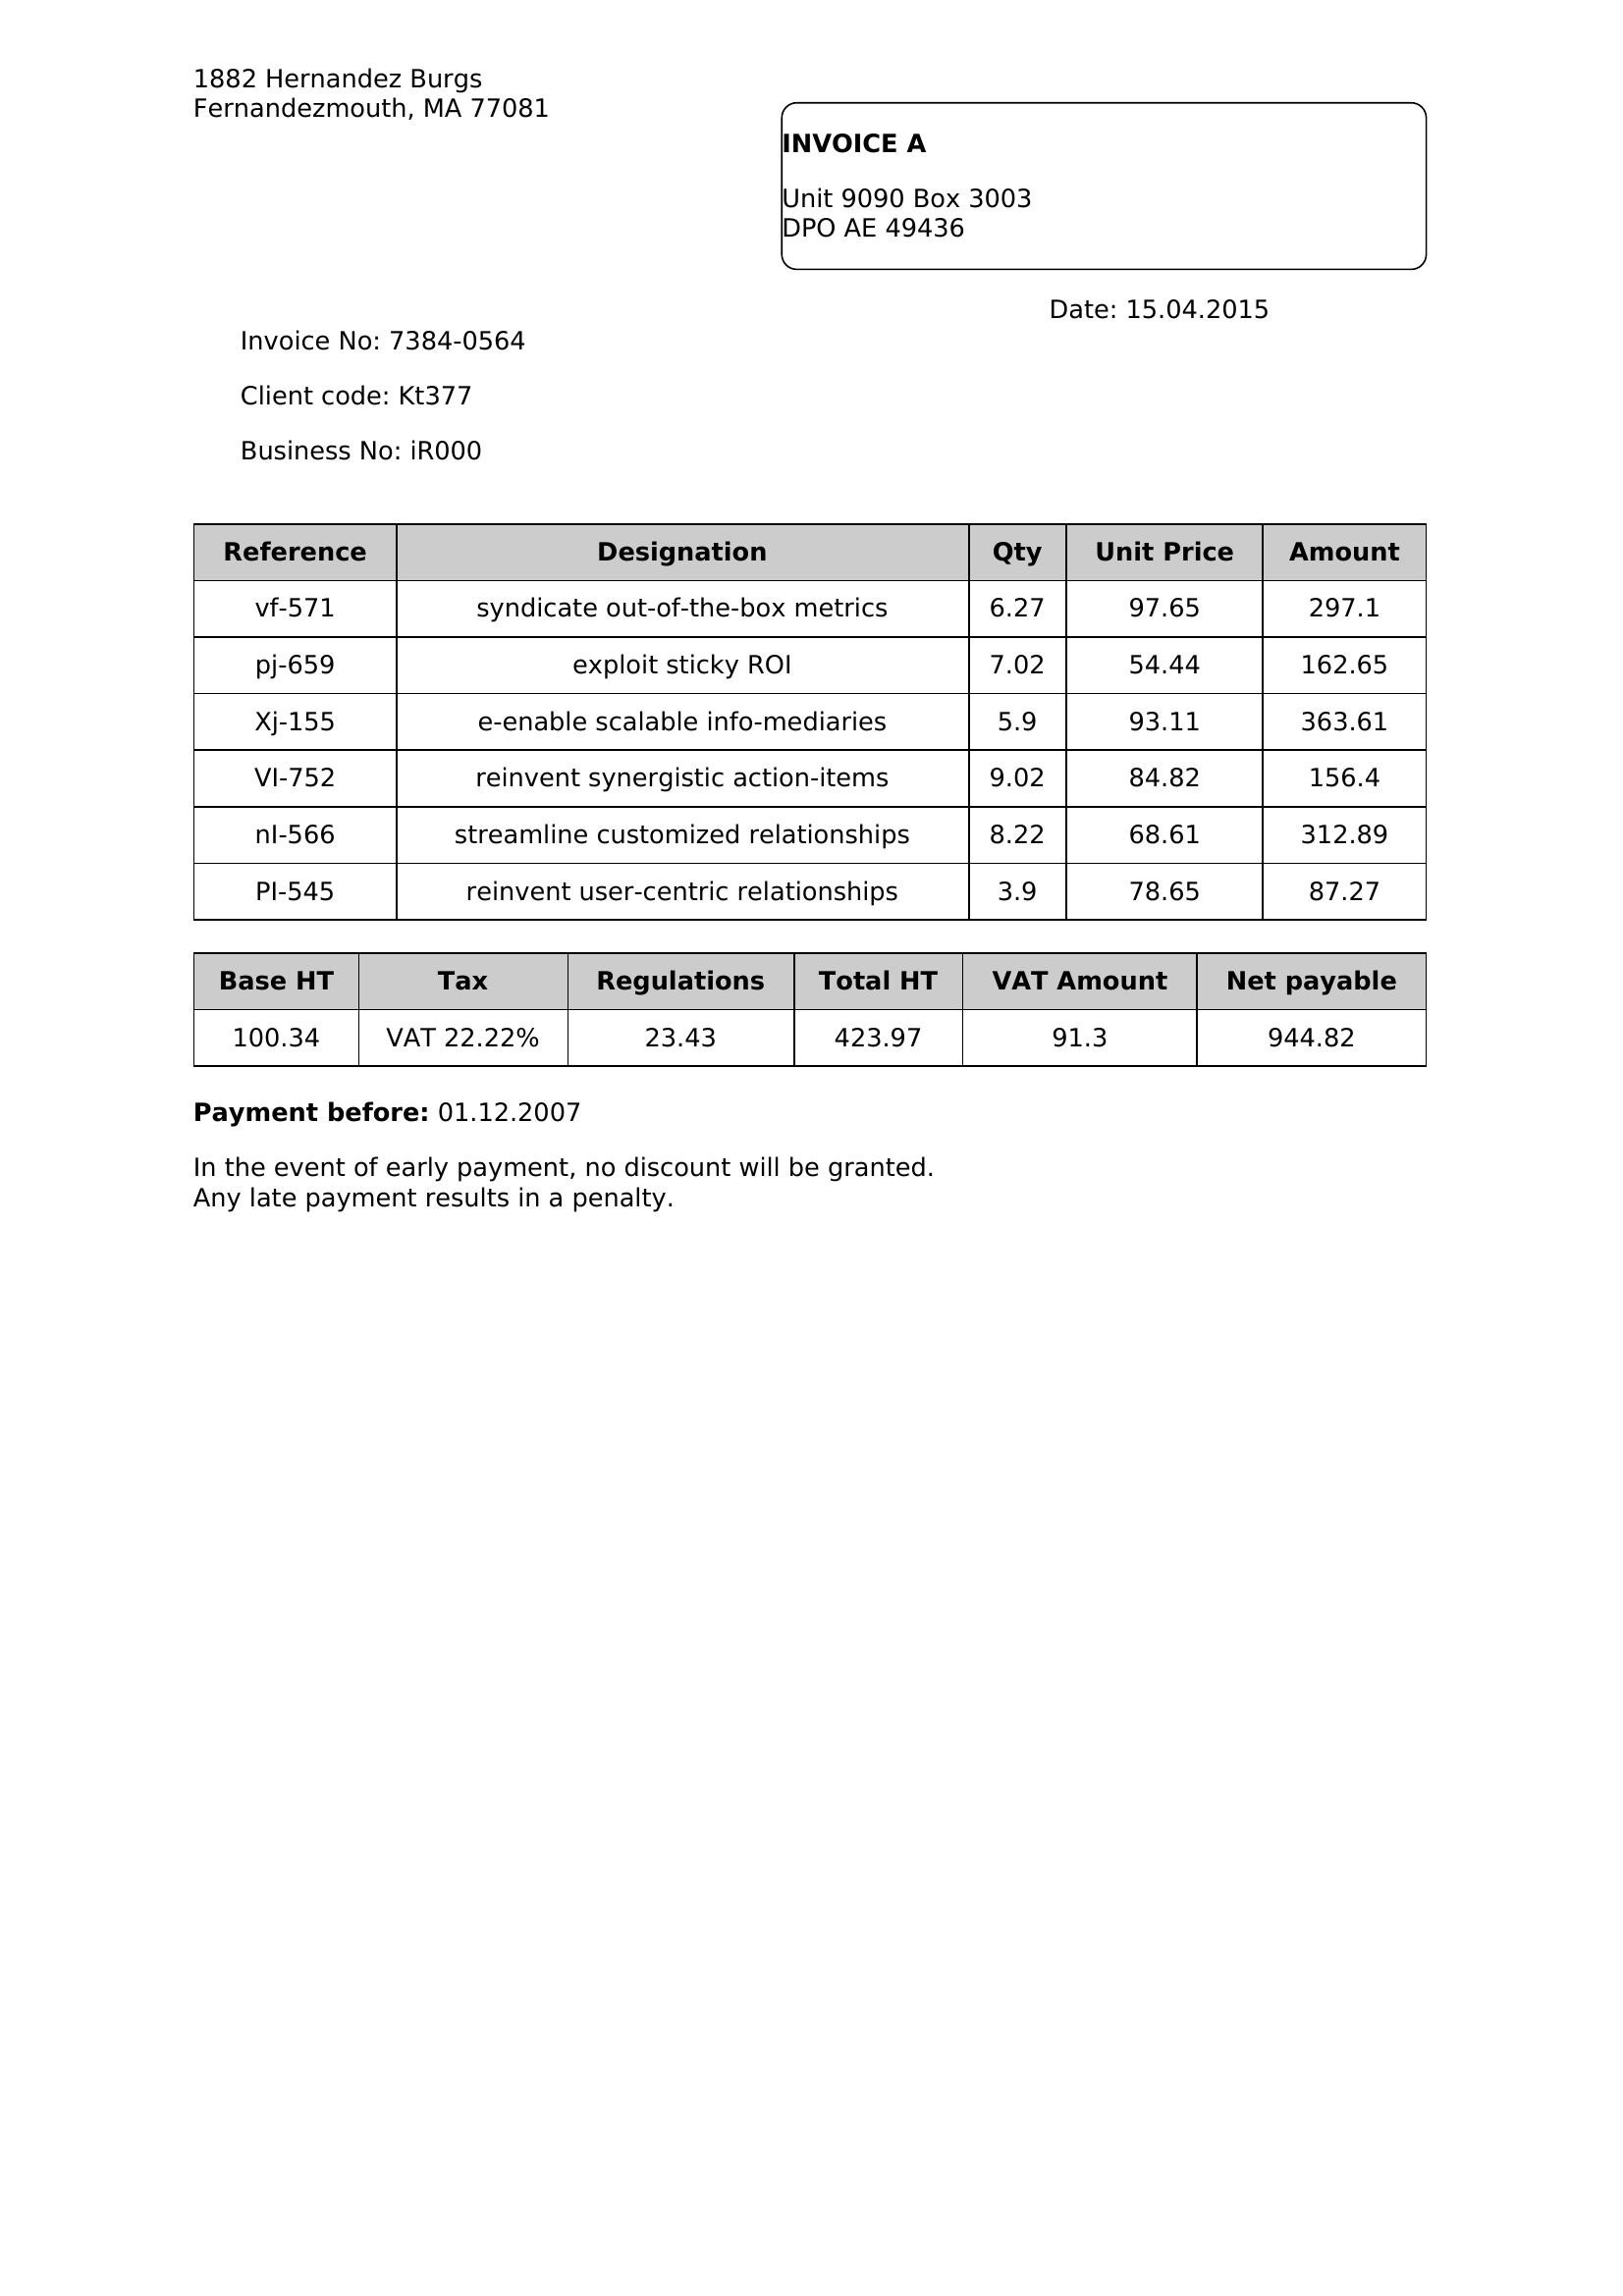 1882 Hernandez Burgs
Fernandezmouth, MA 77081
INVOICE A
Unit 9090 Box 3003
DPO AE 49436
Date: 15.04.2015
Invoice No: 7384-0564
Client code: Kt377
Business No: iR000
Reference Designation Qty Unit Price Amount
vf-571 syndicate out-of-the-box metrics 6.27 97.65 297.1
pj-659 exploit sticky ROI 7.02 54.44 162.65
Xj-155 e-enable scalable info-mediaries 5.9 93.11 363.61
VI-752 reinvent synergistic action-items 9.02 84.82 156.4
nI-566 streamline customized relationships 8.22 68.61 312.89
PI-545 reinvent user-centric relationships 3.9 78.65 87.27
Base HT Tax Regulations Total HT VAT Amount Net payable
100.34 VAT 22.22% 23.43 423.97 91.3 944.82
Payment before: 01.12.2007
In the event of early payment, no discount will be granted.
Any late payment results in a penalty.